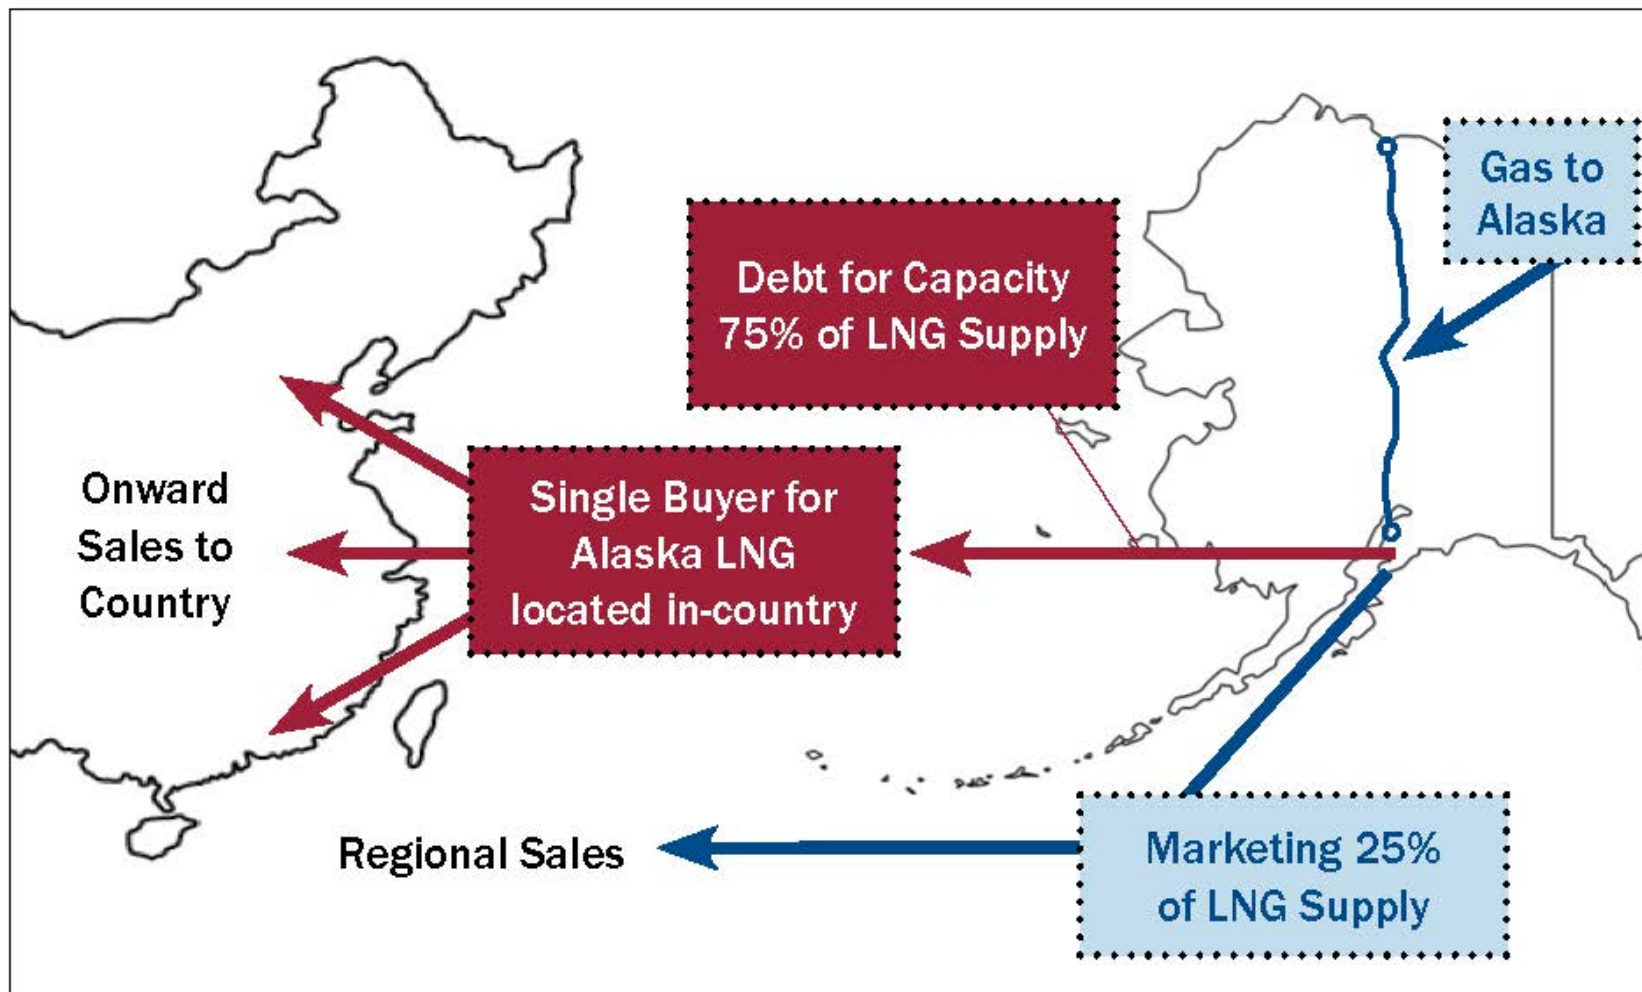 Gas to
Alaska
Debt for Capacity
75% of LNG Supply
Onward
Sales to
Country
Single Buyer for
Alaska LNG
located in-country
Regional Sales
Marketing 25%
of LNG Supply